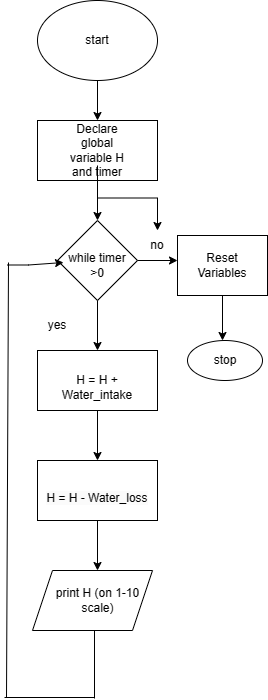 start
Declare
global
variable H
and timer
while timer
>0
no
Reset
Variables
yes
stop
H = H +
Water_intake
H = H - Water_loss
print H (on 1-10
scale)